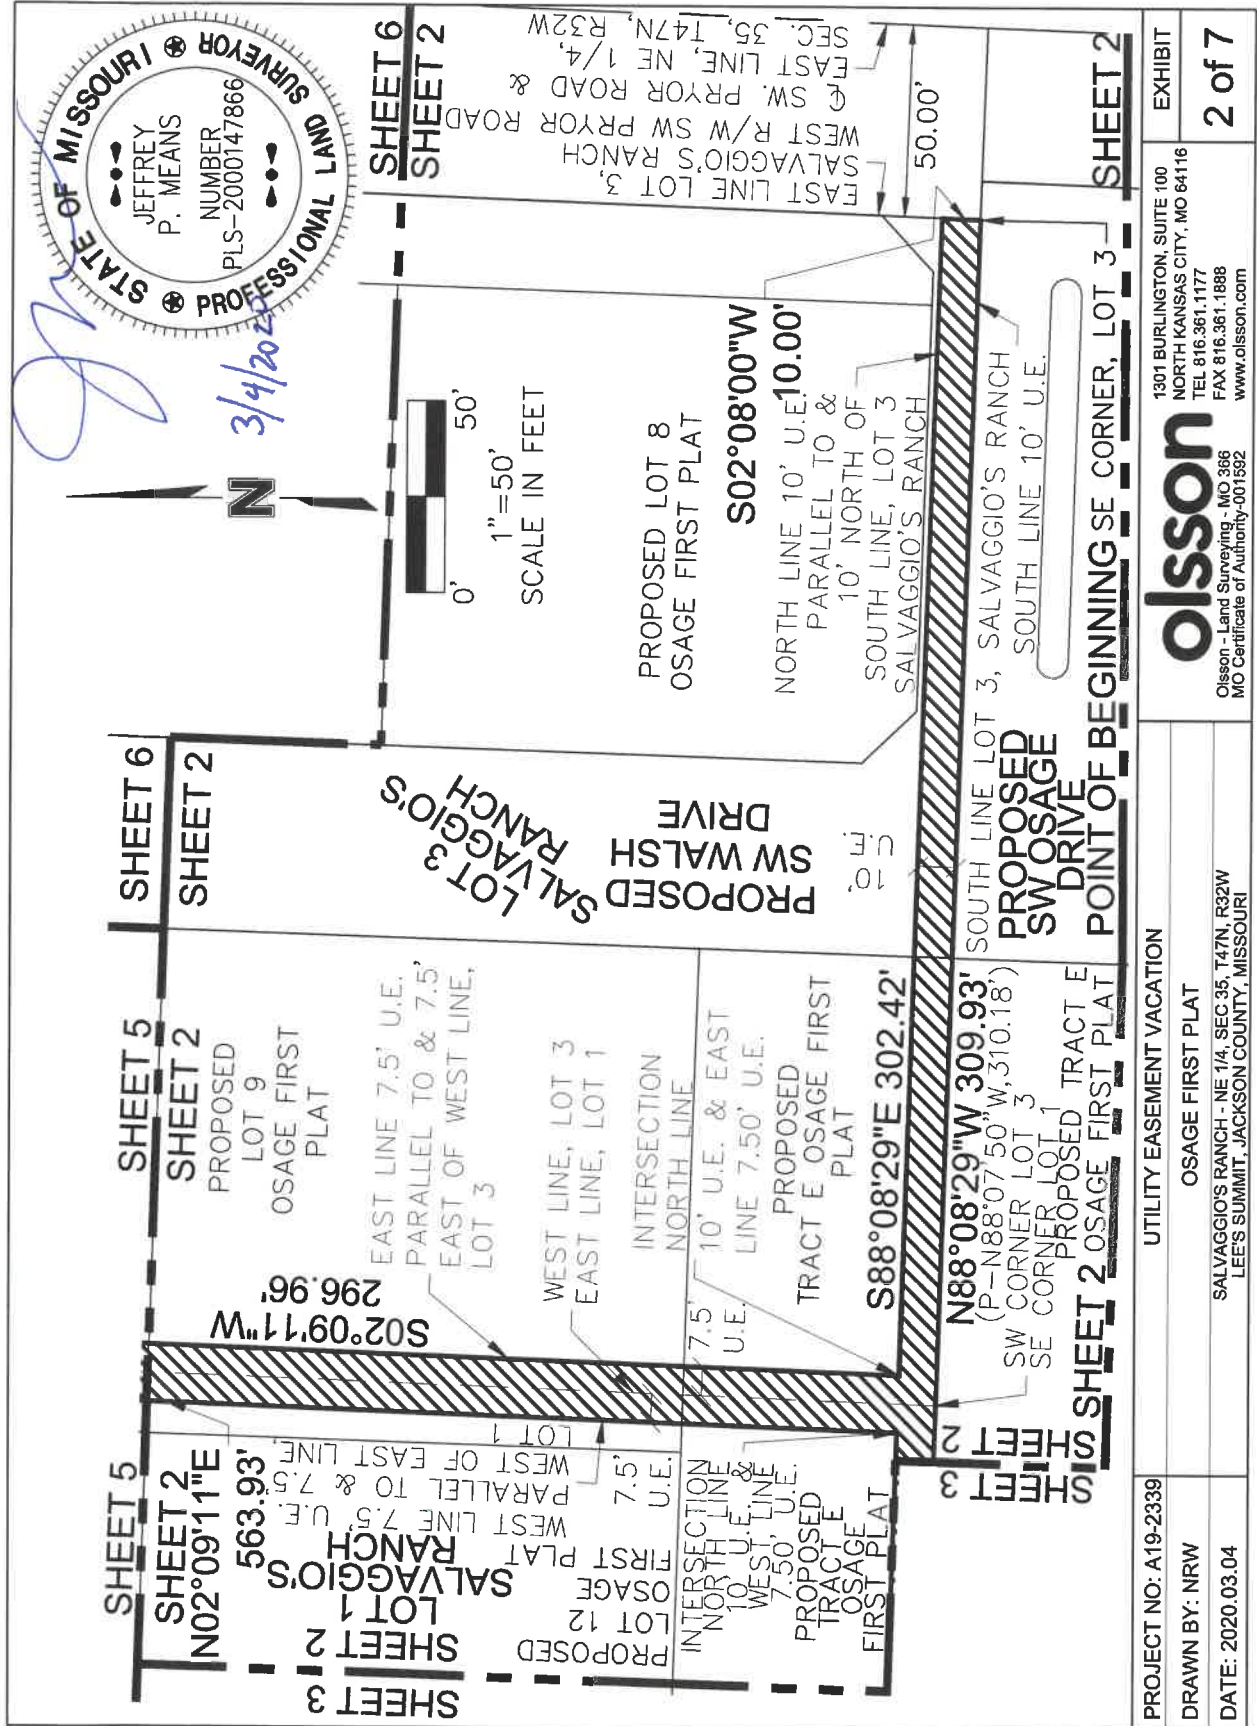 SHEET 5
SHEET 2
N02°09'11"E
563.93'
SHEET 5
SHEET 2
SHEET 6
SHEET 2
SHEET 6
SHEET 2
SHEET 3
SHEET 2
LOT 1
SALVAGGIO'S
RANCH
PROPOSED
LOT 12
OSAGE
FIRST PLAT
WEST LINE 7.5' U.E.
PARALLEL TO & 7.5'
WEST OF EAST LINE,
LOT 1
7.5'
U.E.
INTERSECTION
NORTH LINE
10' U.E. &
WEST LINE
7.50' U.E.
PROPOSED
TRACT E
OSAGE
FIRST PLAT
SHEET 3
SHEET 2
S02°09'11"W
296.96'
PROPOSED
LOT 9
OSAGE FIRST
PLAT
EAST LINE 7.5' U.E.
PARALLEL TO & 7.5'
EAST OF WEST LINE,
LOT 3
WEST LINE, LOT 3
EAST LINE, LOT 1
INTERSECTION
NORTH LINE
10' U.E. & EAST
LINE 7.50' U.E.
7.5'
U.E.
PROPOSED
TRACT E OSAGE FIRST
PLAT
S88°08'29"E 302.42'
N88°08'29"W 309.93'
(P-N88°07'50"W,310.18')
SW CORNER LOT 3
SE CORNER LOT 1
PROPOSED TRACT E
OSAGE FIRST PLAT
SHEET 2
LOT 3
SALVAGGIO'S
RANCH
PROPOSED
SW WALSH
DRIVE
10'
U.E.
SOUTH LINE LOT 3, SALVAGGIO'S RANCH
SOUTH LINE 10' U.E.
PROPOSED
SW OSAGE
DRIVE
POINT OF BEGINNING
SE CORNER, LOT 3
SHEET 2
N
0'
50'
1"=50'
SCALE IN FEET
PROPOSED LOT 8
OSAGE FIRST PLAT
S02°08'00"W
10.00'
NORTH LINE 10' U.E.
PARALLEL TO &
10' NORTH OF
SOUTH LINE, LOT 3
SALVAGGIO'S RANCH
EAST LINE LOT 3,
SALVAGGIO'S RANCH
WEST R/W SW PRYOR ROAD
℄ SW. PRYOR ROAD &
EAST LINE, NE 1/4,
SEC. 35, T47N, R32W
50.00'
STATE OF MISSOURI
PROFESSIONAL LAND SURVEYOR
JEFFREY
P. MEANS
NUMBER
PLS-2000147866
3/4/2020
PROJECT NO: A19-2339
DRAWN BY: NRW
DATE: 2020.03.04
UTILITY EASEMENT VACATION
OSAGE FIRST PLAT
SALVAGGIO'S RANCH - NE 1/4, SEC 35, T47N, R32W
LEE'S SUMMIT, JACKSON COUNTY, MISSOURI
olsson
Olsson - Land Surveying - MO 366
MO Certificate of Authority-001592
1301 BURLINGTON, SUITE 100
NORTH KANSAS CITY, MO 64116
TEL 816.361.1177
FAX 816.361.1888
www.olsson.com
EXHIBIT
2 of 7